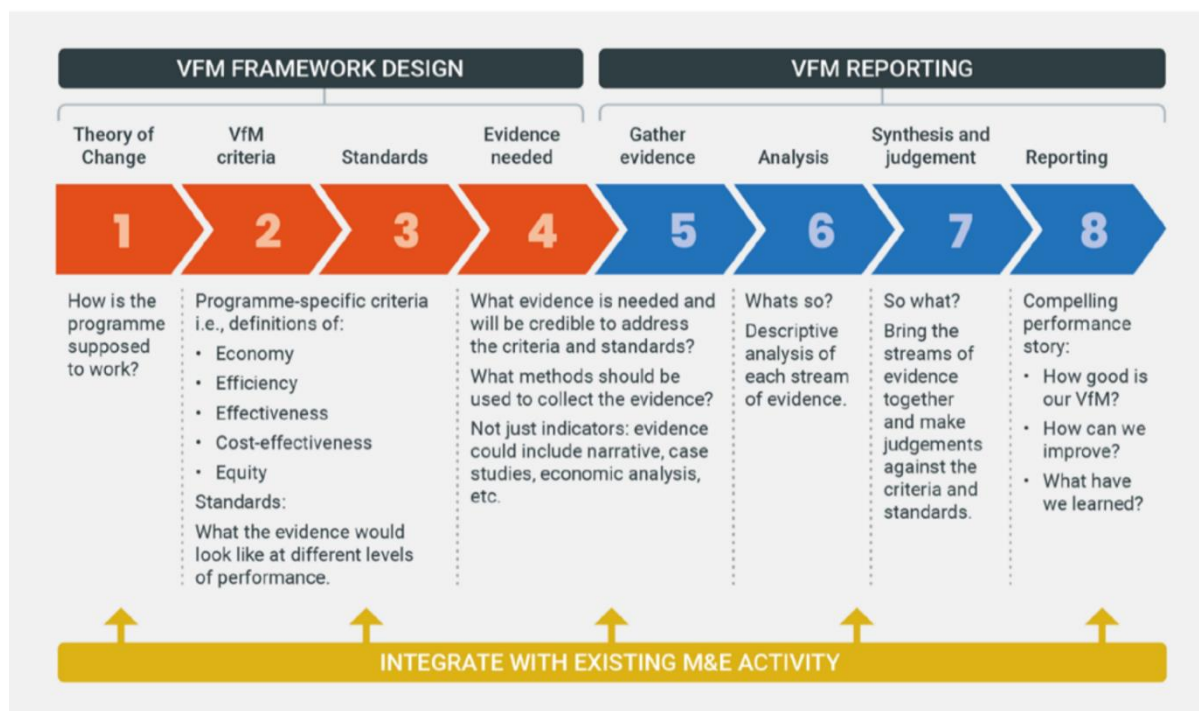 VFM FRAMEWORK DESIGN
VFM REPORTING
Theory of
Change
VfM
criteria
Standards
Evidence
needed
Gather
evidence
Analysis
Synthesis and
judgement
Reporting
1
2
3
4
5
6
7
8
How is the
programme
supposed
to work?
Programme-specific criteria
i.e., definitions of:
• Economy
• Efficiency
• Effectiveness
• Cost-effectiveness
• Equity
Standards:
What the evidence would
look like at different levels
of performance.
What evidence is needed and
will be credible to address
the criteria and standards?
What methods should be
used to collect the evidence?
Not just indicators: evidence
could include narrative, case
studies, economic analysis,
etc.
Whats so?
Descriptive
analysis of
each stream
of evidence.
So what?
Bring the
streams of
evidence
together
and make
judgements
against the
criteria and
standards.
Compelling
performance
story:
• How good is
our VfM?
• How can we
improve?
• What have
we learned?
INTEGRATE WITH EXISTING M&E ACTIVITY